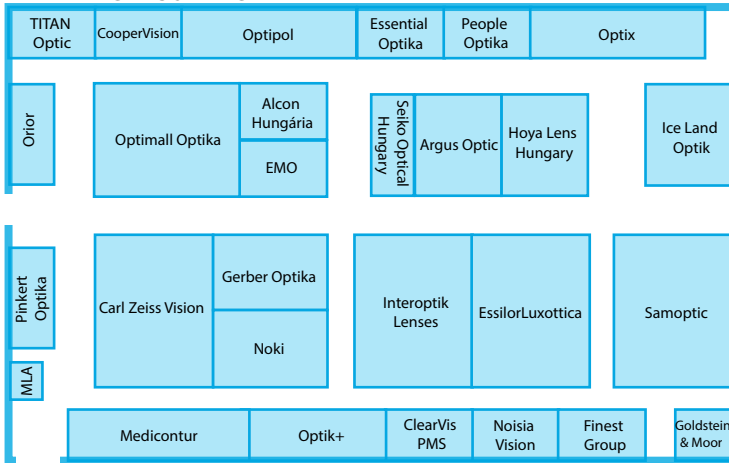 TITAN
Optic
CooperVision
Optipol
Essential
Optika
People
Optika
Optix
Orior
Optimall Optika
Alcon
Hungária
EMO
Seiko Optical
Hungary
Argus Optic
Hoya Lens
Hungary
Ice Land
Optik
Pinkert
Optika
Carl Zeiss Vision
Gerber Optika
Noki
Interoptik
Lenses
EssilorLuxottica
Samoptic
MLA
Medicontur
Optik+
ClearVis
PMS
Noisia
Vision
Finest
Group
Goldstein
& Moor